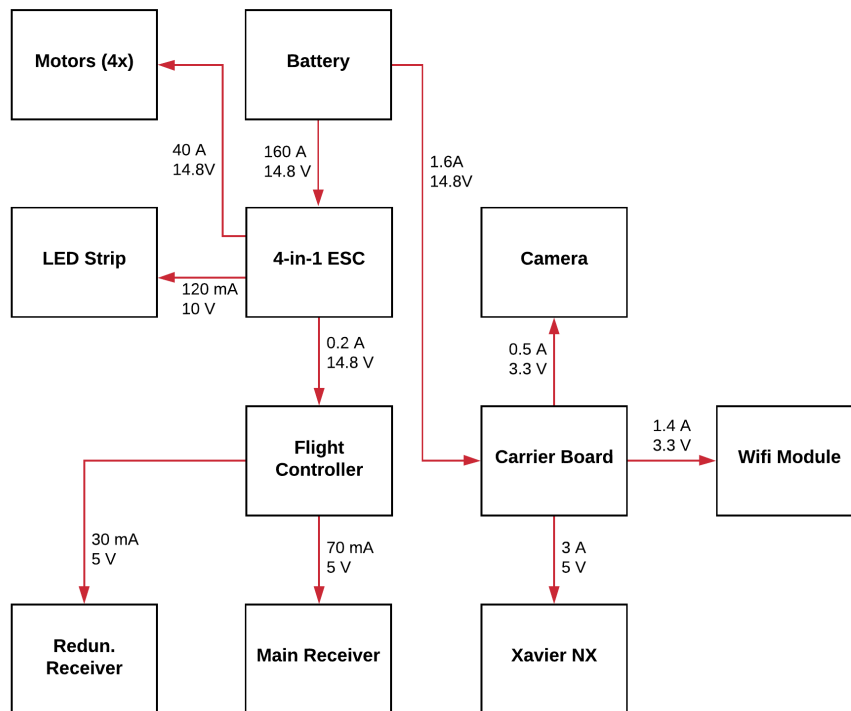 Motors (4x)
Battery
40 A
14.8V
160 A
14.8 V
1.6A
14.8V
LED Strip
4-in-1 ESC
Camera
120 mA
10 V
0.2 A
14.8 V
0.5 A
3.3 V
Flight
Controller
Carrier Board
1.4 A
3.3 V
Wifi Module
30 mA
5 V
70 mA
5 V
3 A
5 V
Redun.
Receiver
Main Receiver
Xavier NX